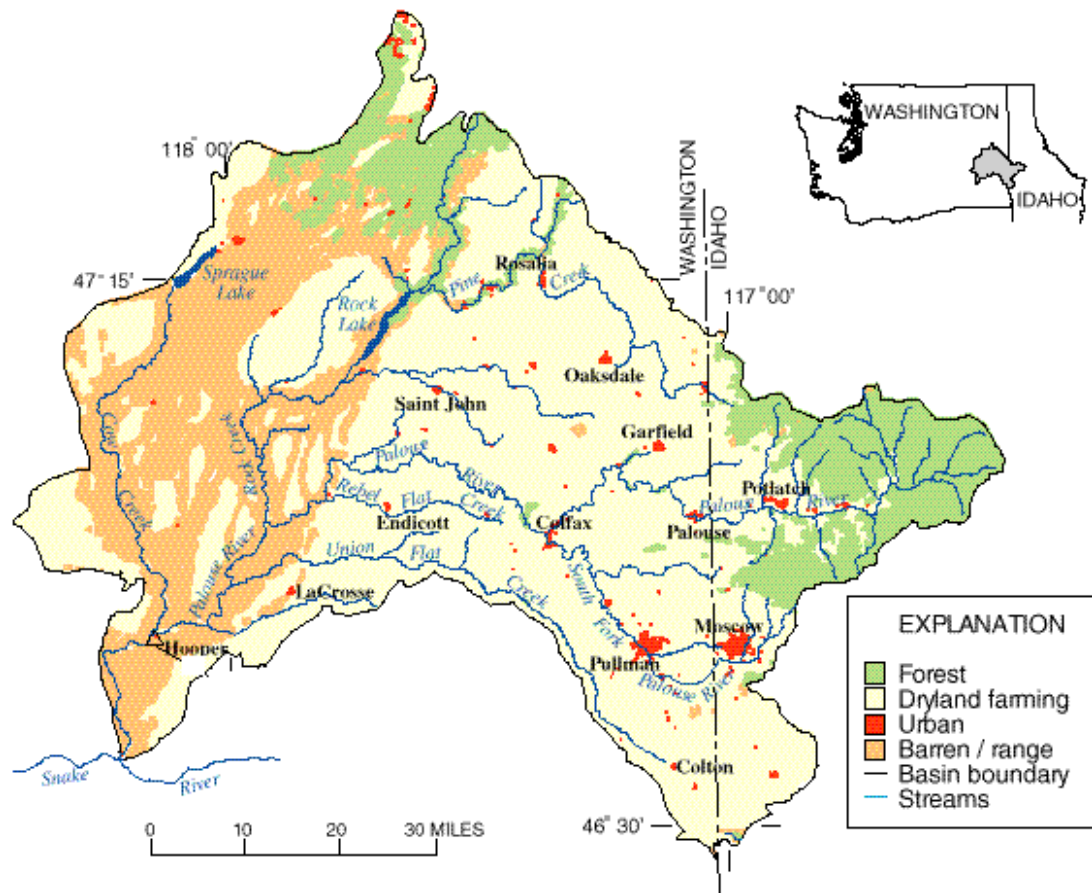 WASHINGTON
IDAHO
118° 00'
WASHINGTON
IDAHO
47° 15'
Sprague
Lake
Rosalia
Pine
Creek
117° 00'
Rock
Lake
Oaksdale
Saint John
Garfield
Cow
Creek
Rock Creek
Palouse
River
Rebel
Flat
Creek
Endicott
Colfax
Potlatch
Palouse
River
Palouse
Union
Flat
Creek
Palouse River
LaCrosse
South
Fork
Palouse River
Moscow
Pullman
Hooper
Snake
River
Colton
46° 30'
0 10 20 30 MILES
EXPLANATION
Forest
Dryland farming
Urban
Barren / range
Basin boundary
Streams